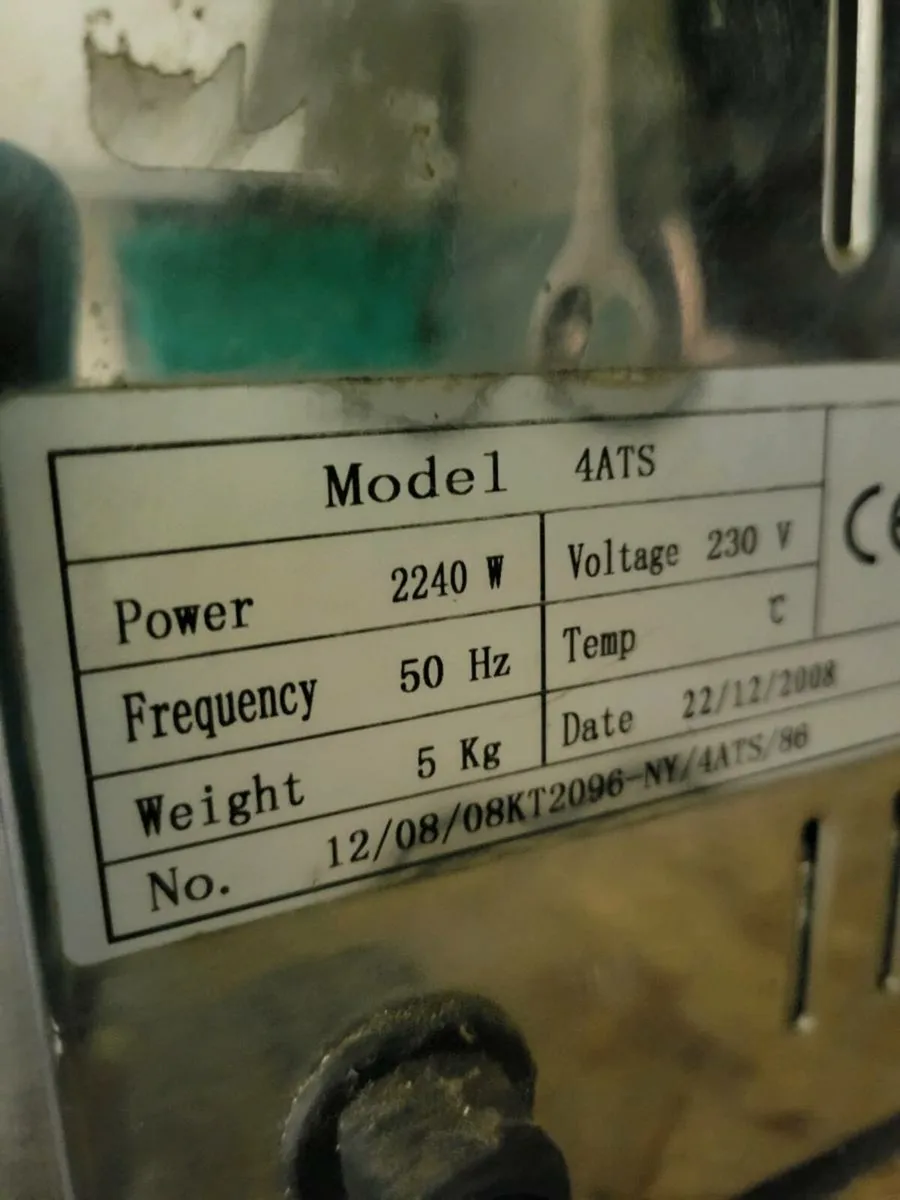 Model 4ATS
Power 2240 W Voltage 230 V
CE
Frequency 50 Hz Temp ℃
Weight 5 Kg Date 22/12/2008
No. 12/08/08KT2096-NY/4ATS/86